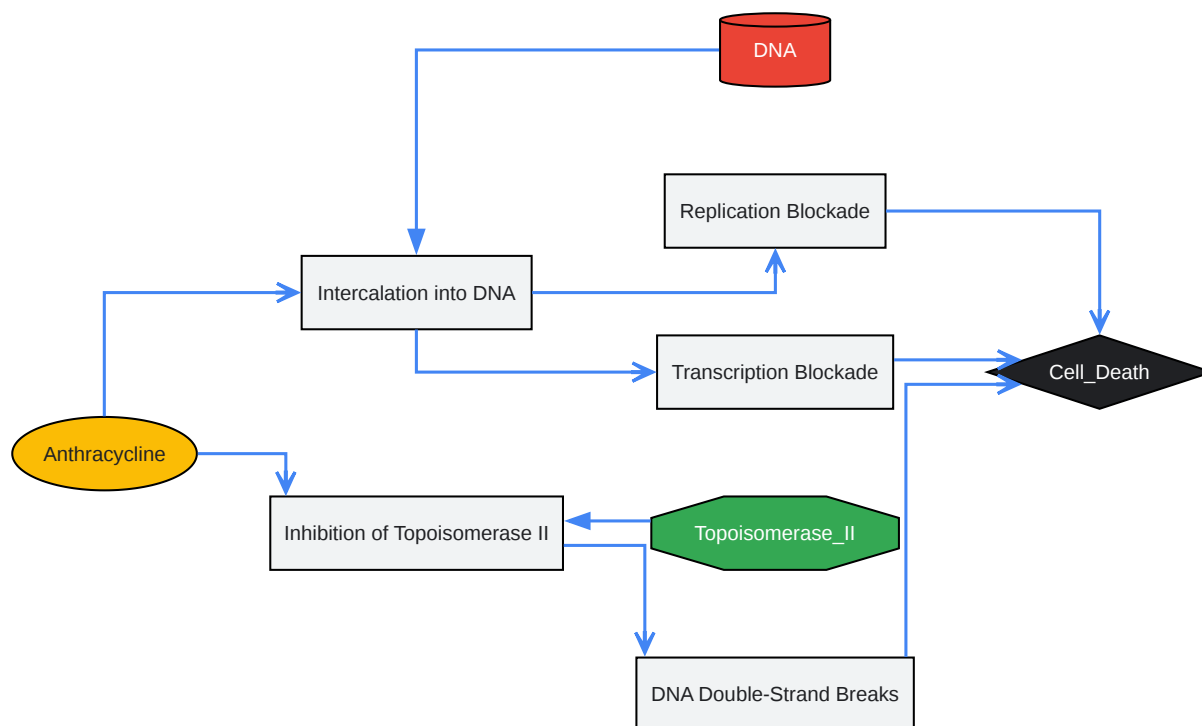 DNA
Replication Blockade
Intercalation into DNA
Transcription Blockade
Cell_Death
Anthracycline
Inhibition of Topoisomerase II
Topoisomerase_II
DNA Double-Strand Breaks